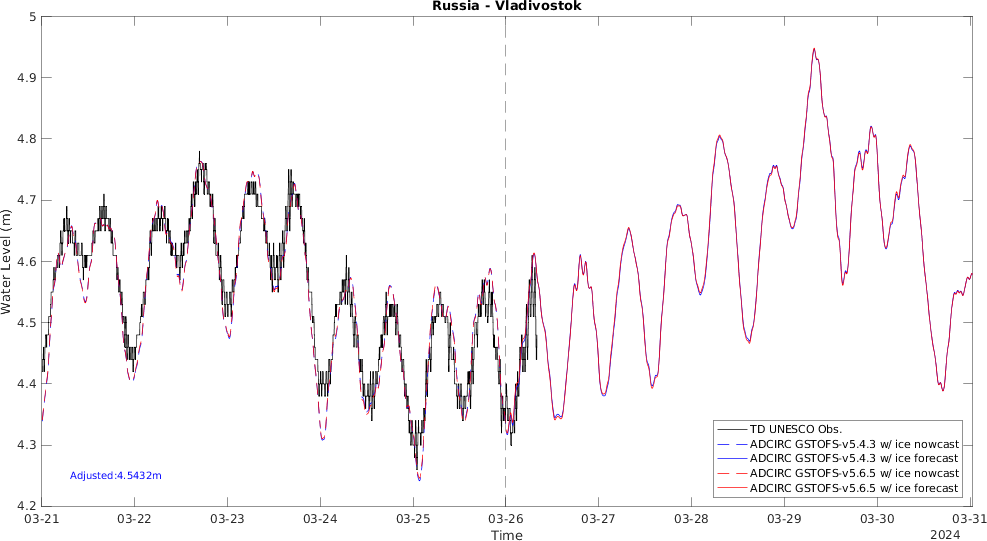 Russia - Vladivostok
5
4.9
4.8
4.7
4.6
4.5
4.4
4.3
4.2
Water Level (m)
Adjusted:4.5432m
TD UNESCO Obs.
ADCIRC GSTOFS-v5.4.3 w/ ice nowcast
ADCIRC GSTOFS-v5.4.3 w/ ice forecast
ADCIRC GSTOFS-v5.6.5 w/ ice nowcast
ADCIRC GSTOFS-v5.6.5 w/ ice forecast
03-21 03-22 03-23 03-24 03-25 03-26 03-27 03-28 03-29 03-30 03-31
Time
2024